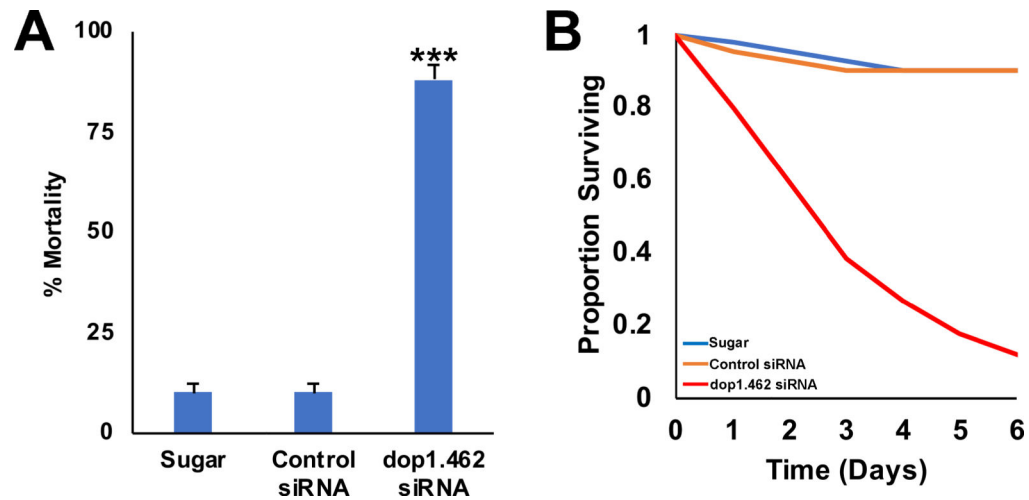 A
100
75
50
25
0
% Mortality
***
Sugar
Control
siRNA
dop1.462
siRNA
B
1
0.8
0.6
0.4
0.2
0
Proportion Surviving
Sugar
Control siRNA
dop1.462 siRNA
0 1 2 3 4 5 6
Time (Days)